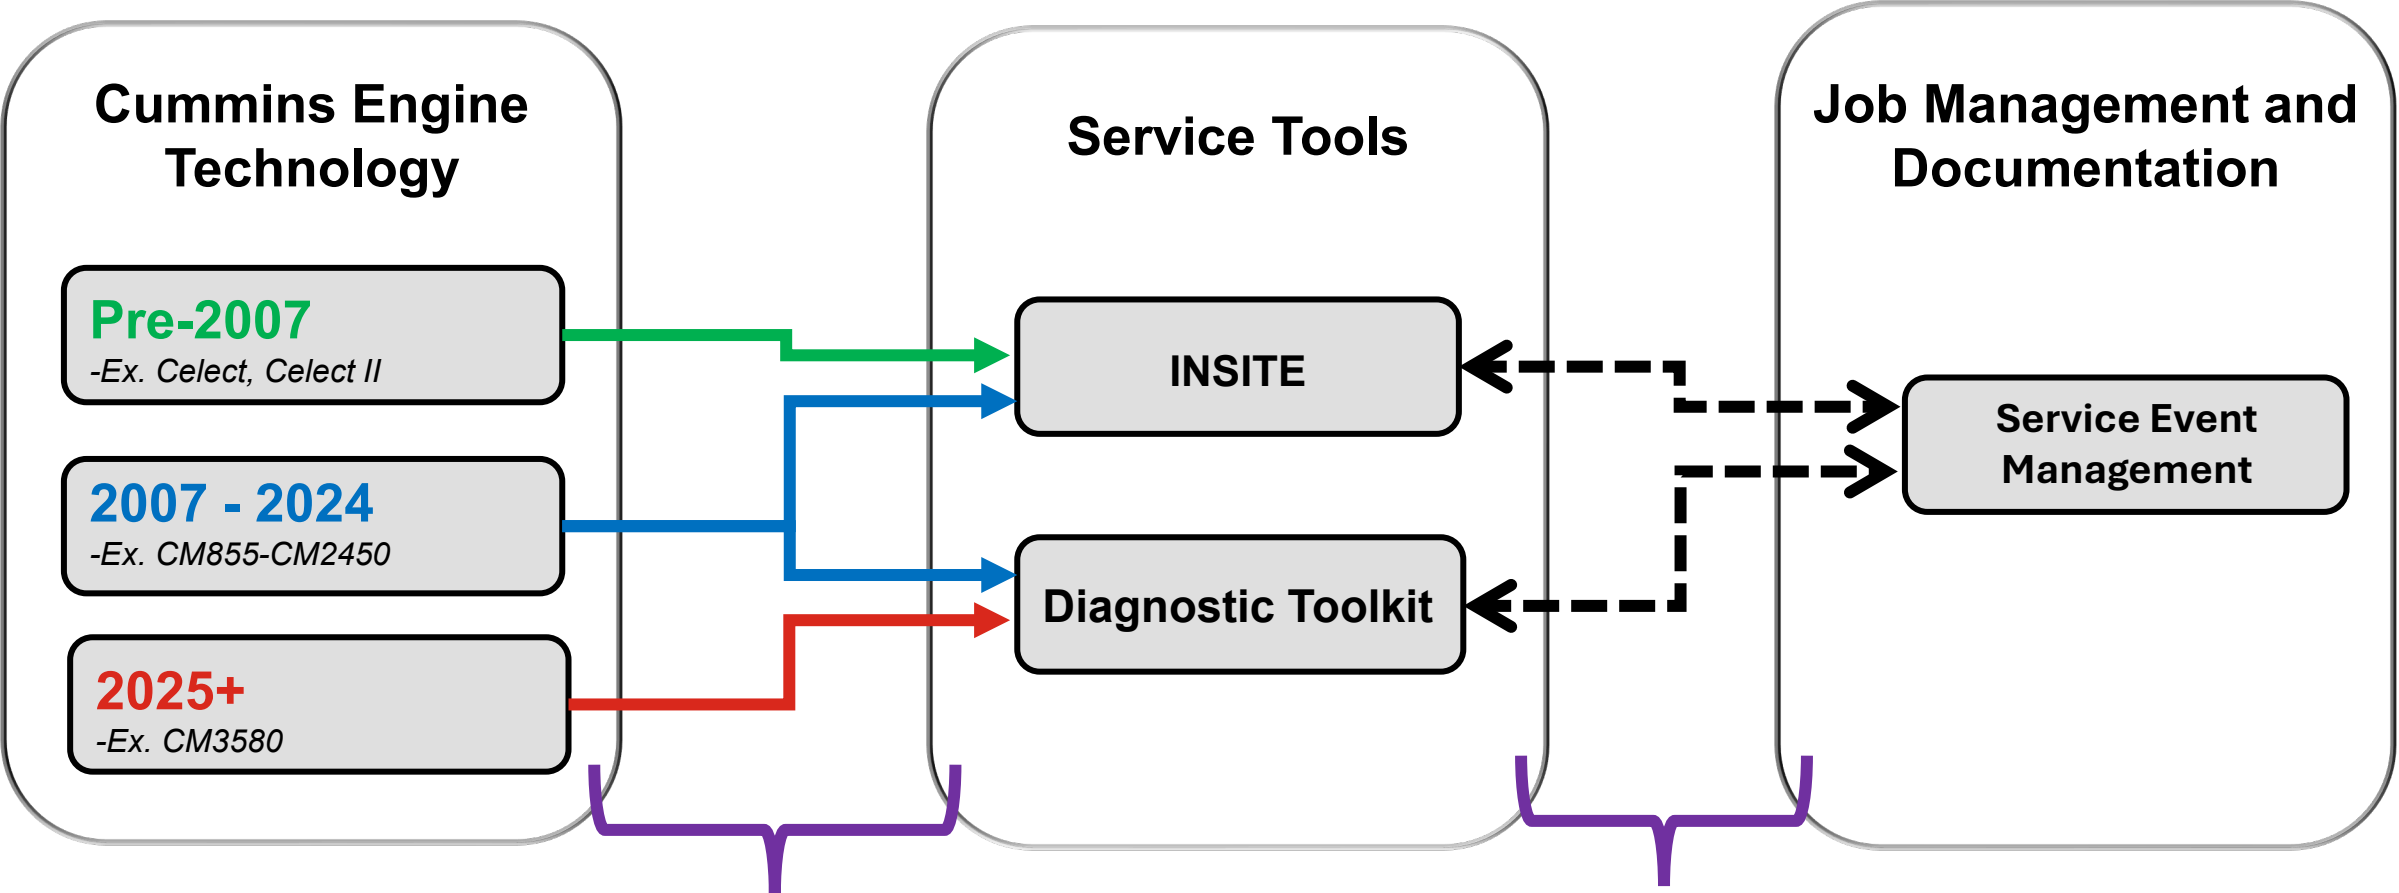 Cummins Engine
Technology
Pre-2007
-Ex. Celect, Celect II
2007 - 2024
-Ex. CM855-CM2450
2025+
-Ex. CM3580
Service Tools
INSITE
Diagnostic Toolkit
Job Management and
Documentation
Service Event
Management